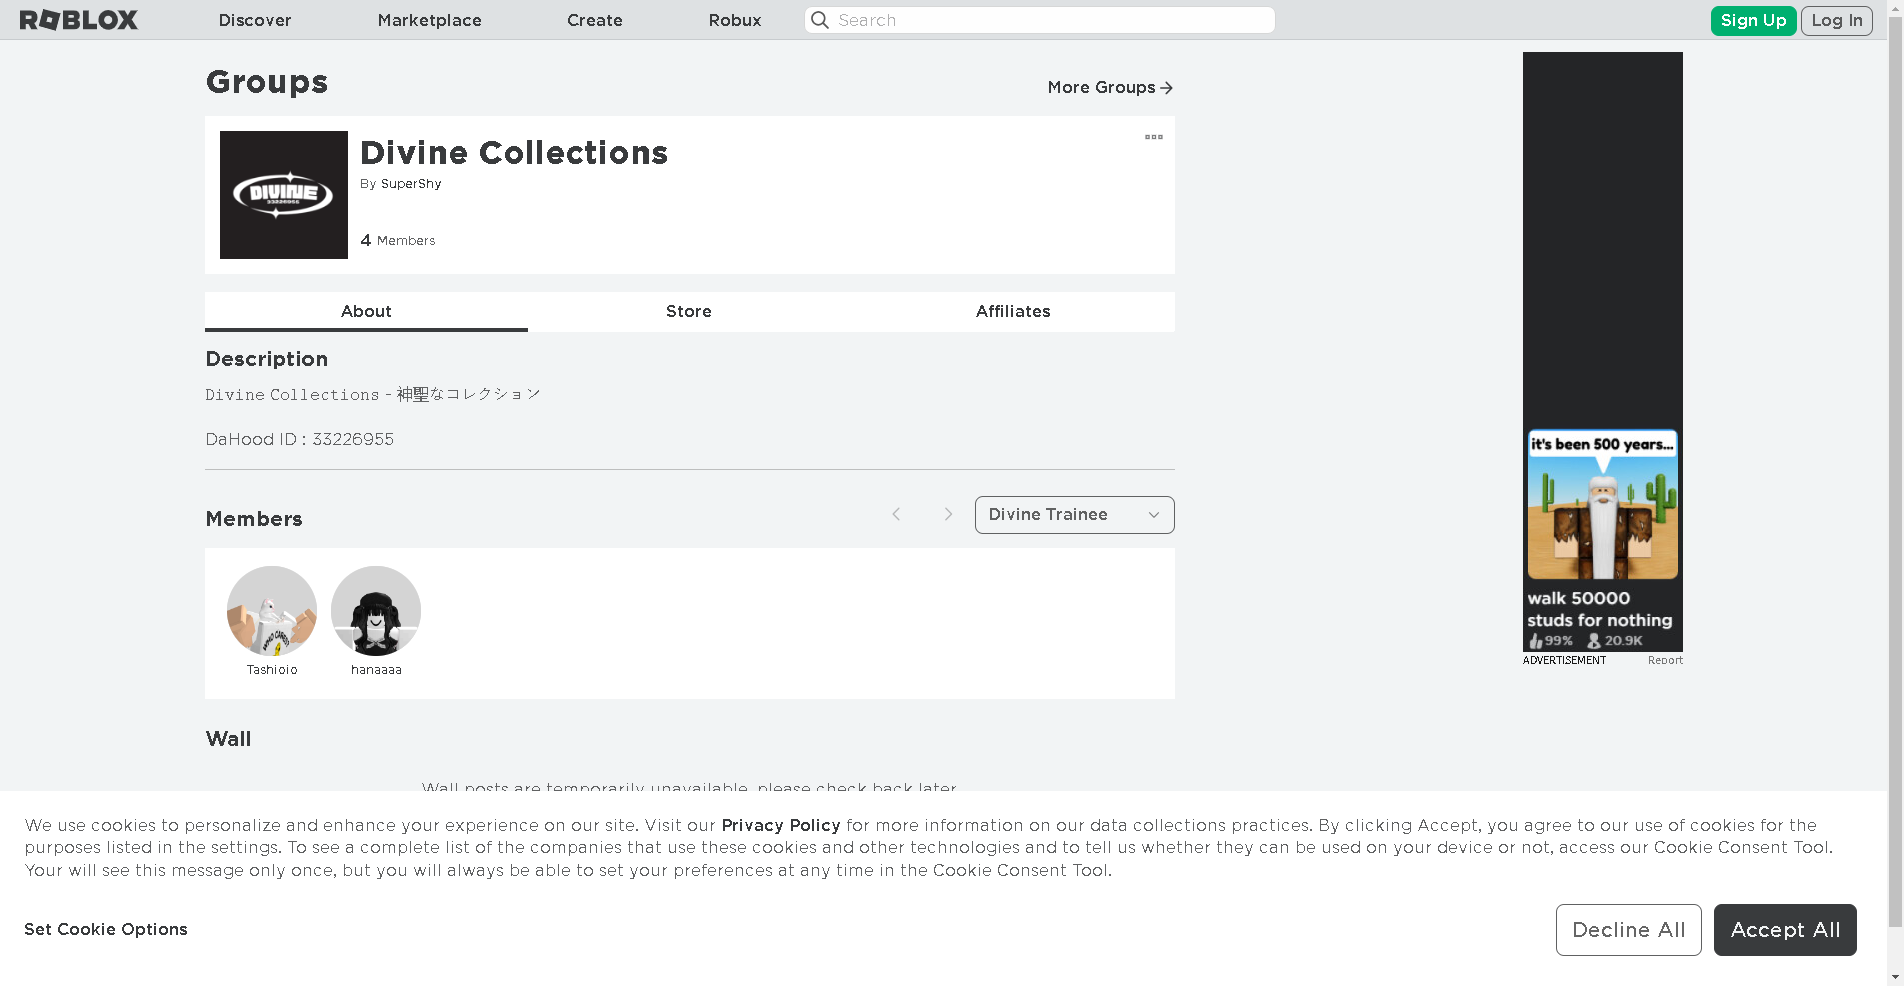 ROBLOX
Discover
Marketplace
Create
Robux
Search
Sign Up
Log In
Groups
More Groups
DIVINE
33226955
Divine Collections
By SuperShy
4 Members
About
Store
Affiliates
Description
Divine Collections - 神聖なコレクション
DaHood ID : 33226955
Members
Divine Trainee
Tashioio
hanaaaa
Wall
Wall posts are temporarily unavailable, please check back later
it's been 500 years...
walk 50000
studs for nothing
99% 20.9K
ADVERTISEMENT
Report
We use cookies to personalize and enhance your experience on our site. Visit our Privacy Policy for more information on our data collections practices. By clicking Accept, you agree to our use of cookies for the
purposes listed in the settings. To see a complete list of the companies that use these cookies and other technologies and to tell us whether they can be used on your device or not, access our Cookie Consent Tool.
Your will see this message only once, but you will always be able to set your preferences at any time in the Cookie Consent Tool.
Set Cookie Options
Decline All
Accept All